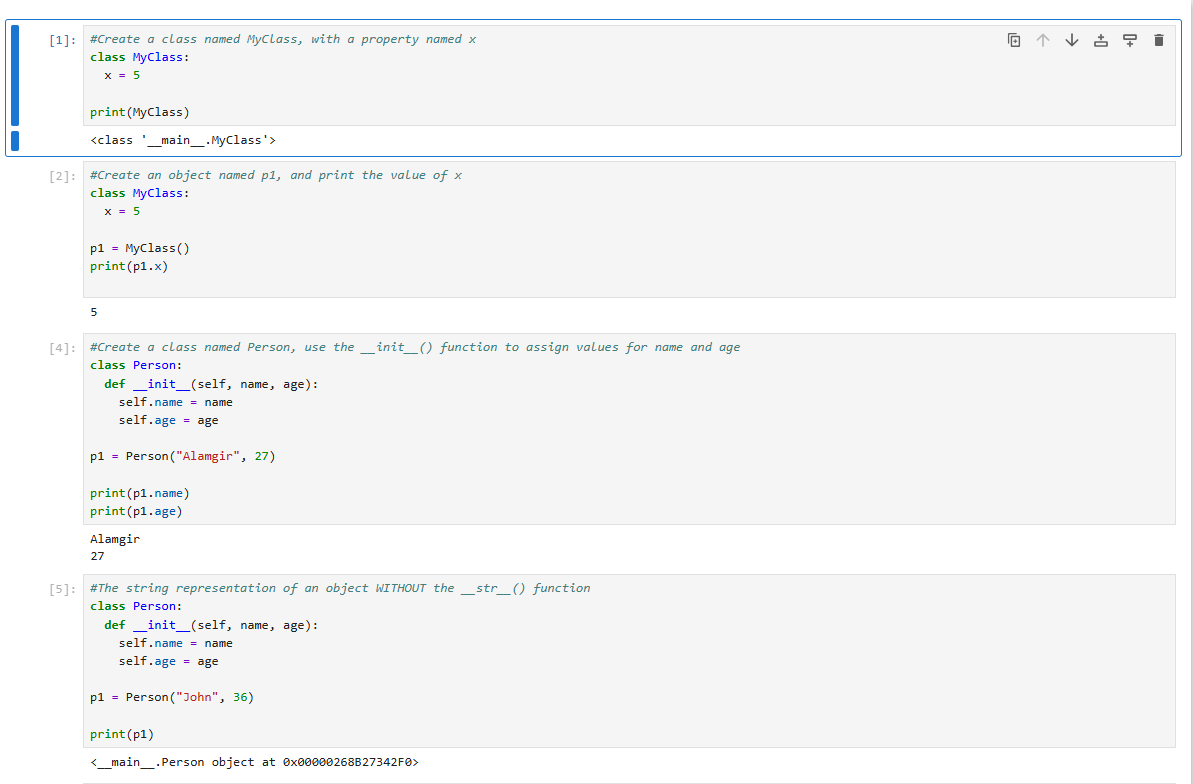 [1]: #Create a class named MyClass, with a property named x
class MyClass:
  x = 5

print(MyClass)
<class '__main__.MyClass'>
[2]: #Create an object named p1, and print the value of x
class MyClass:
  x = 5

p1 = MyClass()
print(p1.x)
5
[4]: #Create a class named Person, use the __init__() function to assign values for name and age
class Person:
  def __init__(self, name, age):
    self.name = name
    self.age = age

p1 = Person("Alamgir", 27)

print(p1.name)
print(p1.age)
Alamgir
27
[5]: #The string representation of an object WITHOUT the __str__() function
class Person:
  def __init__(self, name, age):
    self.name = name
    self.age = age

p1 = Person("John", 36)

print(p1)
<__main__.Person object at 0x00000268B27342F0>